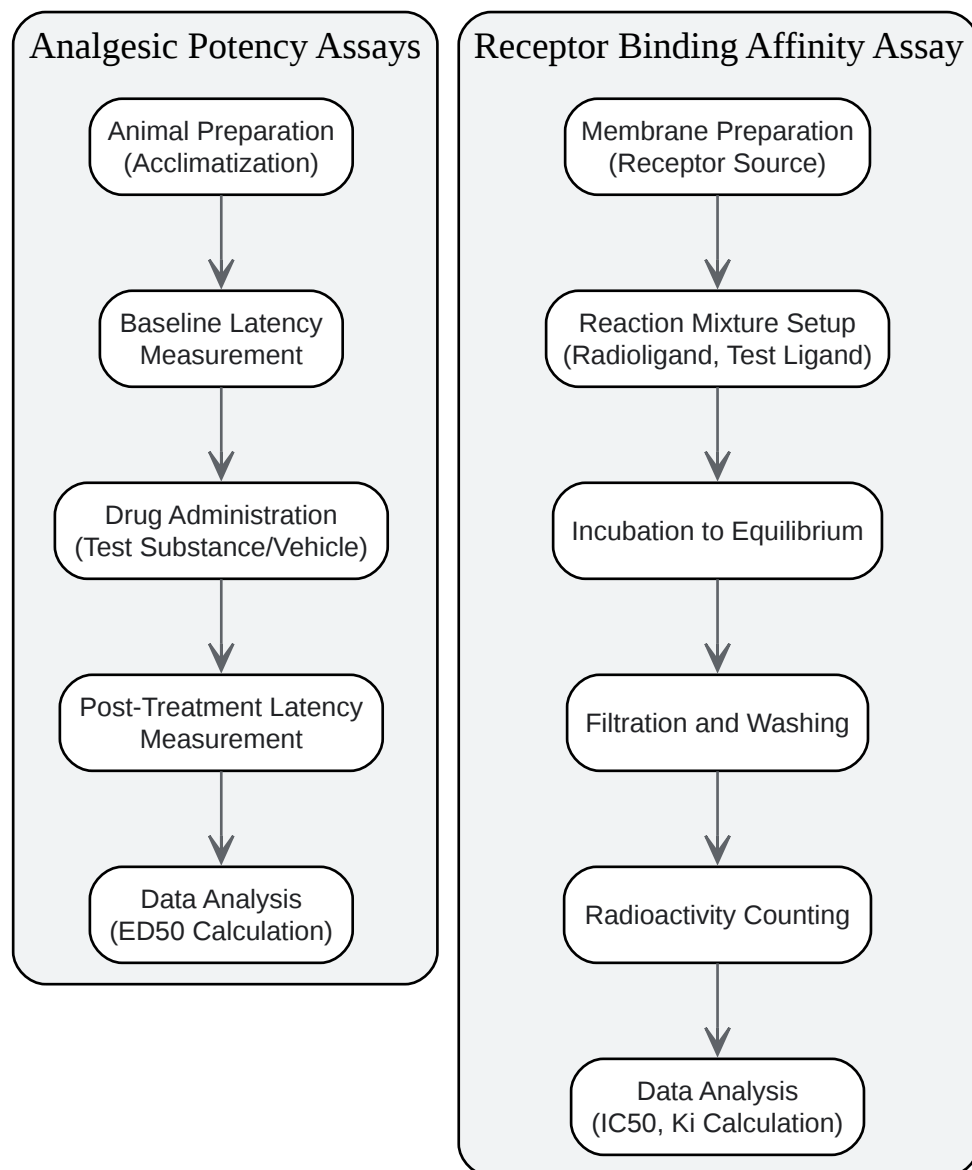 Analgesic Potency Assays
Animal Preparation
(Acclimatization)
Baseline Latency
Measurement
Drug Administration
(Test Substance/Vehicle)
Post-Treatment Latency
Measurement
Data Analysis
(ED50 Calculation)
Receptor Binding Affinity Assay
Membrane Preparation
(Receptor Source)
Reaction Mixture Setup
(Radioligand, Test Ligand)
Incubation to Equilibrium
Filtration and Washing
Radioactivity Counting
Data Analysis
(IC50, Ki Calculation)